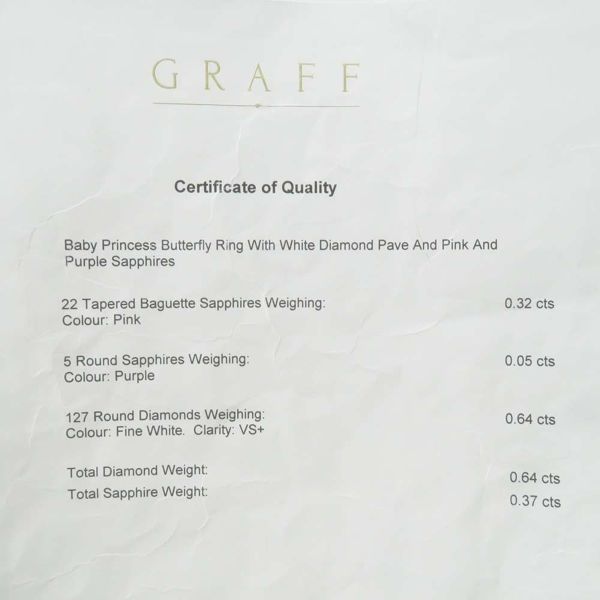 GRAFF
Certificate of Quality
Baby Princess Butterfly Ring With White Diamond Pave And Pink And
Purple Sapphires
22 Tapered Baguette Sapphires Weighing: 0.32 cts
Colour: Pink
5 Round Sapphires Weighing: 0.05 cts
Colour: Purple
127 Round Diamonds Weighing: 0.64 cts
Colour: Fine White. Clarity: VS+
Total Diamond Weight: 0.64 cts
Total Sapphire Weight: 0.37 cts